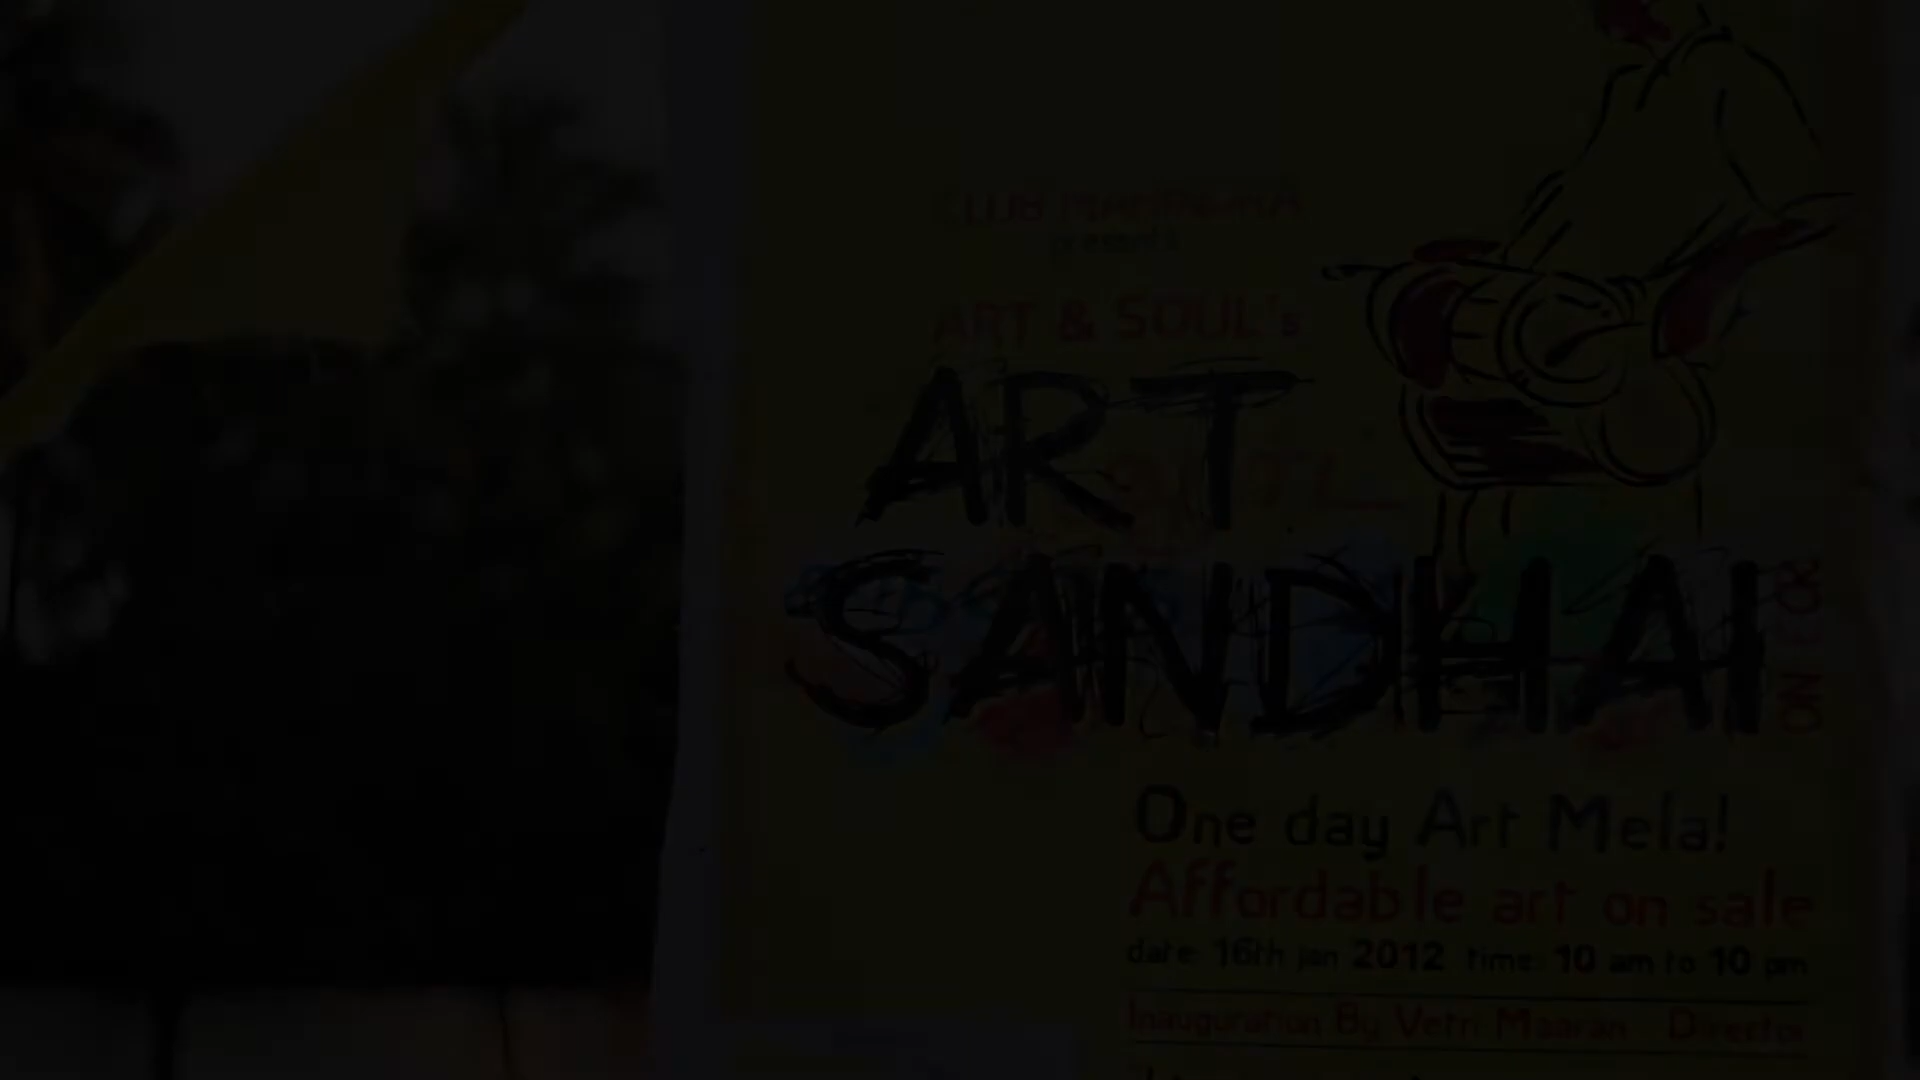 CLUB
presents
ART & SOUL's
ART
SANDHAI
One day Art Mela!
Affordable art on sale
date: 16th jan 2012 time: 10 am to 10 pm
Inauguration By Vetri Maaran - Director